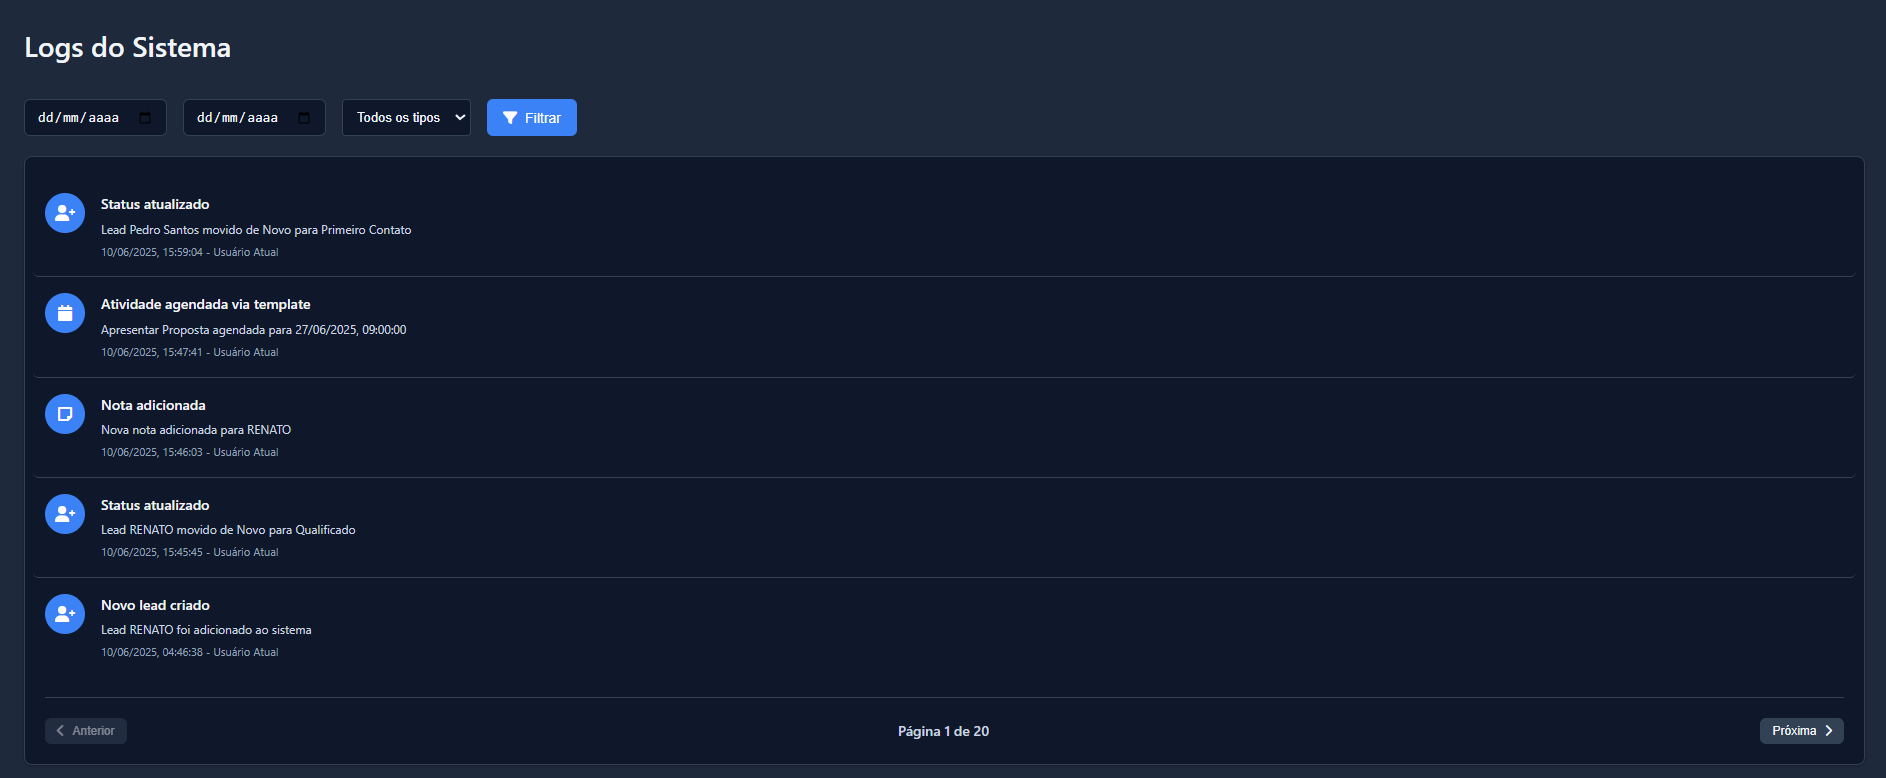 Logs do Sistema
dd/mm/aaaa dd/mm/aaaa Todos os tipos Filtrar
Status atualizado
Lead Pedro Santos movido de Novo para Primeiro Contato
10/06/2025, 15:59:04 - Usuário Atual
Atividade agendada via template
Apresentar Proposta agendada para 27/06/2025, 09:00:00
10/06/2025, 15:47:41 - Usuário Atual
Nota adicionada
Nova nota adicionada para RENATO
10/06/2025, 15:46:03 - Usuário Atual
Status atualizado
Lead RENATO movido de Novo para Qualificado
10/06/2025, 15:45:45 - Usuário Atual
Novo lead criado
Lead RENATO foi adicionado ao sistema
10/06/2025, 04:46:38 - Usuário Atual
Anterior Página 1 de 20 Próxima